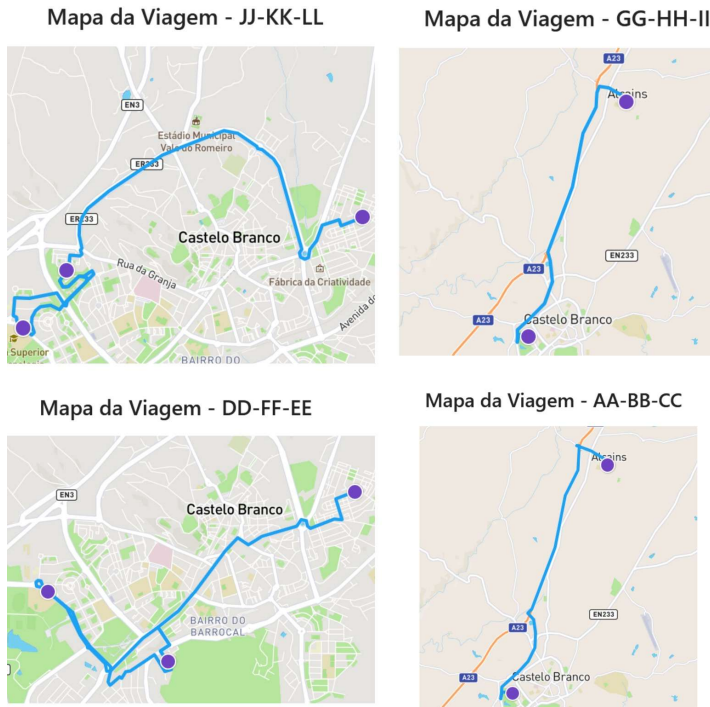 Mapa da Viagem - JJ-KK-LL
EN3
Estádio Municipal
Vale do Romeiro
ER233
ER233
Castelo Branco
Rua da Granja
Fábrica da Criatividade
Avenida do
Superior
BAIRRO DO
Mapa da Viagem - GG-HH-II
A23
Alcains
EN233
A23
A23
Castelo Branco
Mapa da Viagem - DD-FF-EE
EN3
Castelo Branco
BAIRRO DO
BARROCAL
Mapa da Viagem - AA-BB-CC
Alcains
EN233
A23
A23
Castelo Branco